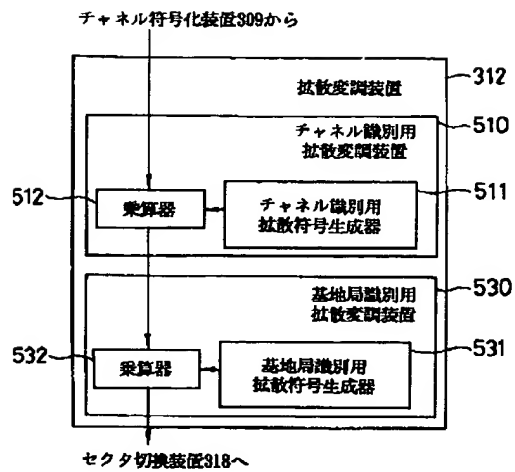 チャネル符号化装置309から
312
拡散変調装置
510
チャネル識別用
拡散変調装置
512
乗算器
511
チャネル識別用
拡散符号生成器
530
基地局識別用
拡散変調装置
532
乗算器
531
基地局識別用
拡散符号生成器
セクタ切換装置318へ